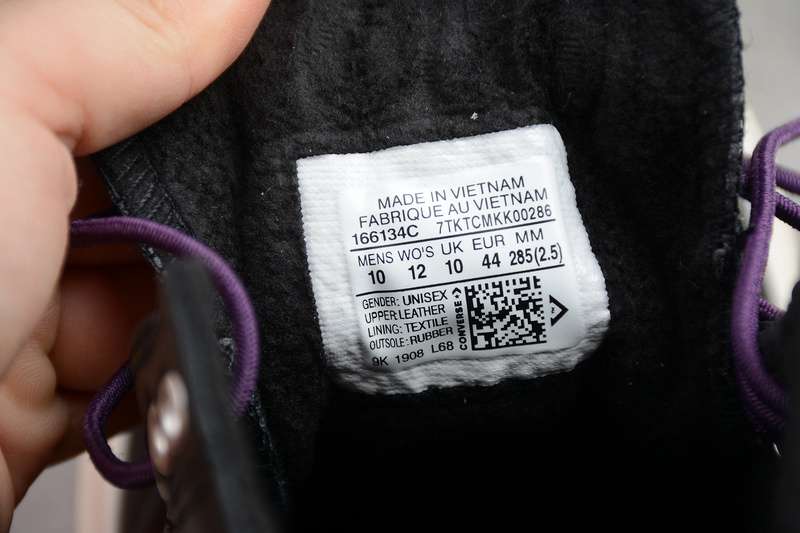 MADE IN VIETNAM
FABRIQUE AU VIETNAM
166134C 7TKTCMKK00286
MENS WO'S UK EUR MM
10 12 10 44 285(2.5)
GENDER: UNISEX
UPPER: LEATHER
LINING: TEXTILE
OUTSOLE: RUBBER
9K 1908 L68
CONVERSE